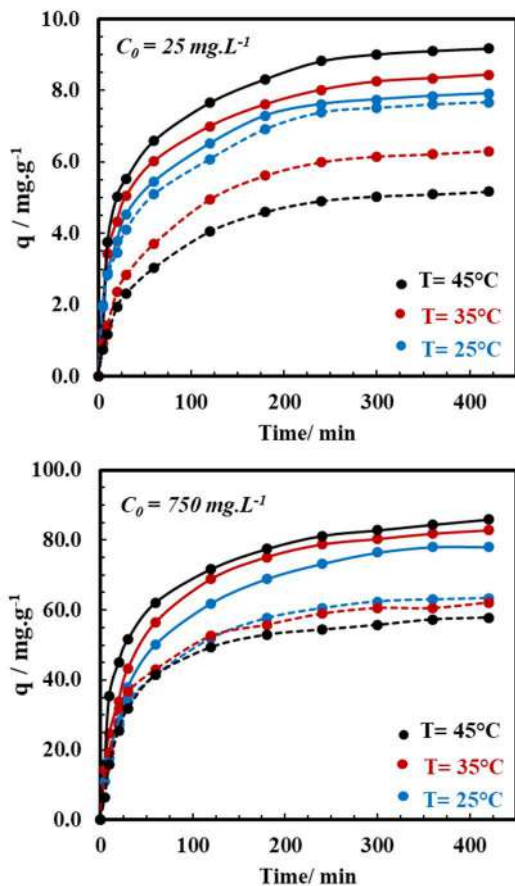 C₀ = 25 mg.L⁻¹
10.0
8.0
6.0
4.0
2.0
0.0
q / mg.g⁻¹
T= 45°C
T= 35°C
T= 25°C
0 100 200 300 400
Time/ min
100.0
80.0
60.0
40.0
20.0
0.0
C₀ = 750 mg.L⁻¹
q / mg.g⁻¹
T= 45°C
T= 35°C
T= 25°C
0 100 200 300 400
Time/ min